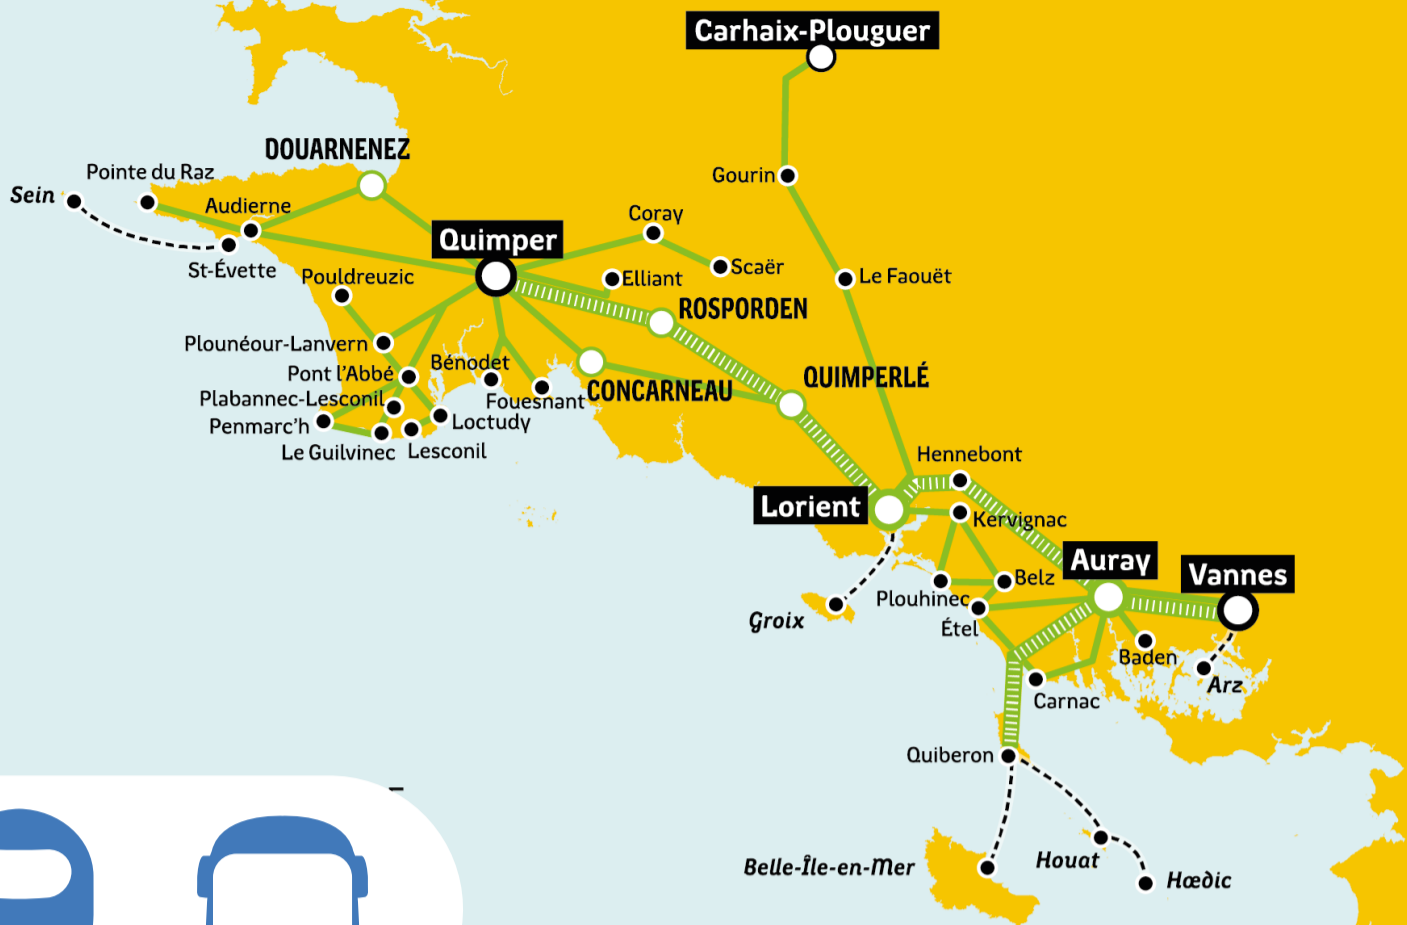 Carhaix-Plouguer
DOUARNENEZ
Pointe du Raz
Gourin
Sein
Audierne
Coray
Quimper
St-Évette
Scaër
Pouldreuzic
Elliant
Le Faouët
ROSPORDEN
Plounéour-Lanvern
Bénodet
Pont l'Abbé
QUIMPERLÉ
CONCARNEAU
Plabannec-Lesconil
Fouesnant
Penmarc'h
Loctudy
Le Guilvinec
Lesconil
Hennebont
Lorient
Kervignac
Auray
Vannes
Belz
Plouhinec
Groix
Étel
Baden
Arz
Carnac
Quiberon
Houat
Belle-Île-en-Mer
Hœdic